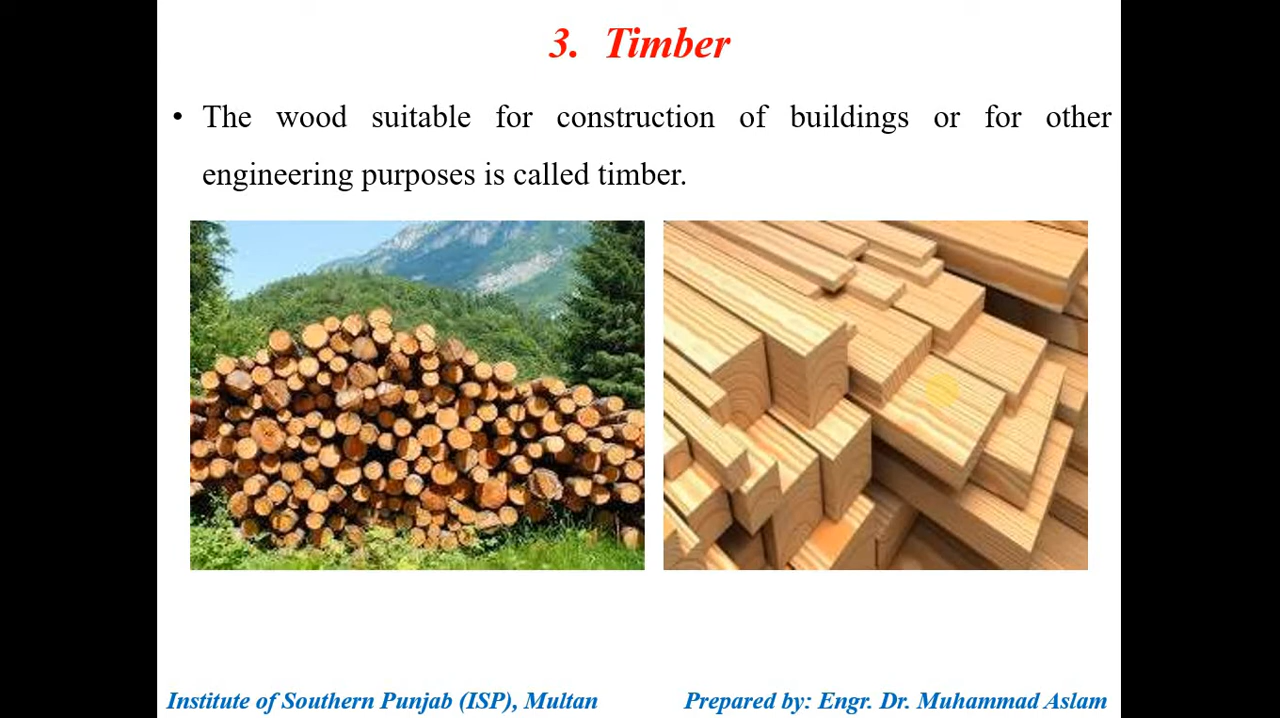 3. Timber
• The wood suitable for construction of buildings or for other
engineering purposes is called timber.
Institute of Southern Punjab (ISP), Multan
Prepared by: Engr. Dr. Muhammad Aslam